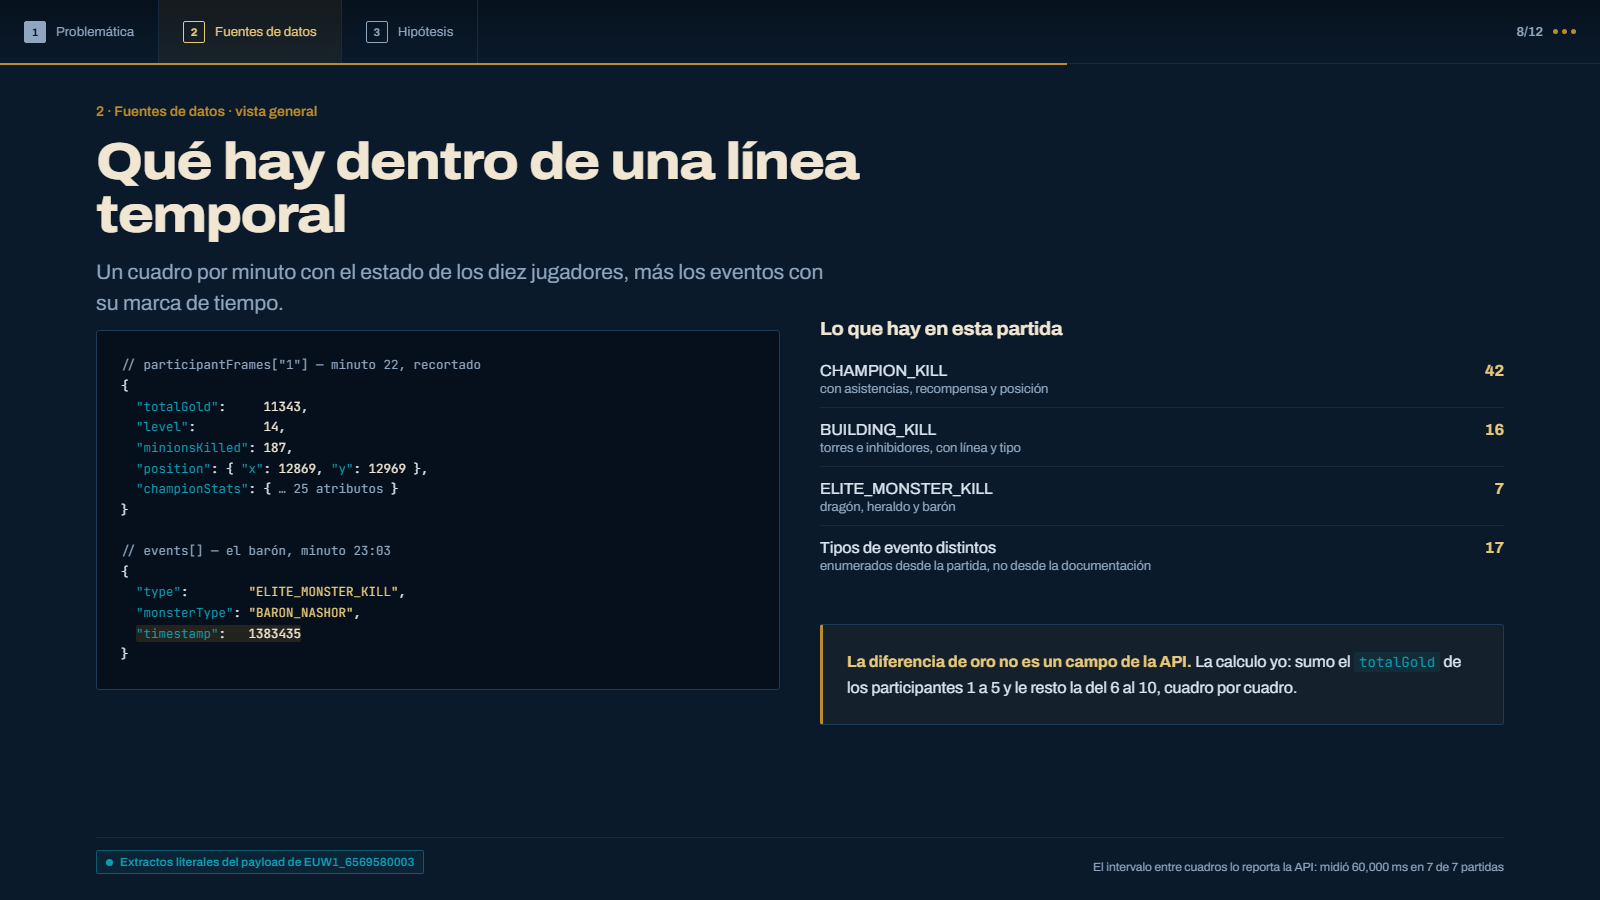 1 Problemática
2 Fuentes de datos
3 Hipótesis
8/12
2 · Fuentes de datos · vista general
Qué hay dentro de una línea
temporal
Un cuadro por minuto con el estado de los diez jugadores, más los eventos con
su marca de tiempo.
// participantFrames["1"] — minuto 22, recortado
{
"totalGold": 11343,
"level": 14,
"minionsKilled": 187,
"position": { "x": 12869, "y": 12969 },
"championStats": { … 25 atributos }
}
// events[] — el barón, minuto 23:03
{
"type": "ELITE_MONSTER_KILL",
"monsterType": "BARON_NASHOR",
"timestamp": 1383435
}
Lo que hay en esta partida
CHAMPION_KILL 42
con asistencias, recompensa y posición
BUILDING_KILL 16
torres e inhibidores, con línea y tipo
ELITE_MONSTER_KILL 7
dragón, heraldo y barón
Tipos de evento distintos 17
enumerados desde la partida, no desde la documentación
La diferencia de oro no es un campo de la API. La calculo yo: sumo el totalGold de
los participantes 1 a 5 y le resto la del 6 al 10, cuadro por cuadro.
Extractos literales del payload de EUW1_6569580003
El intervalo entre cuadros lo reporta la API: midió 60,000 ms en 7 de 7 partidas